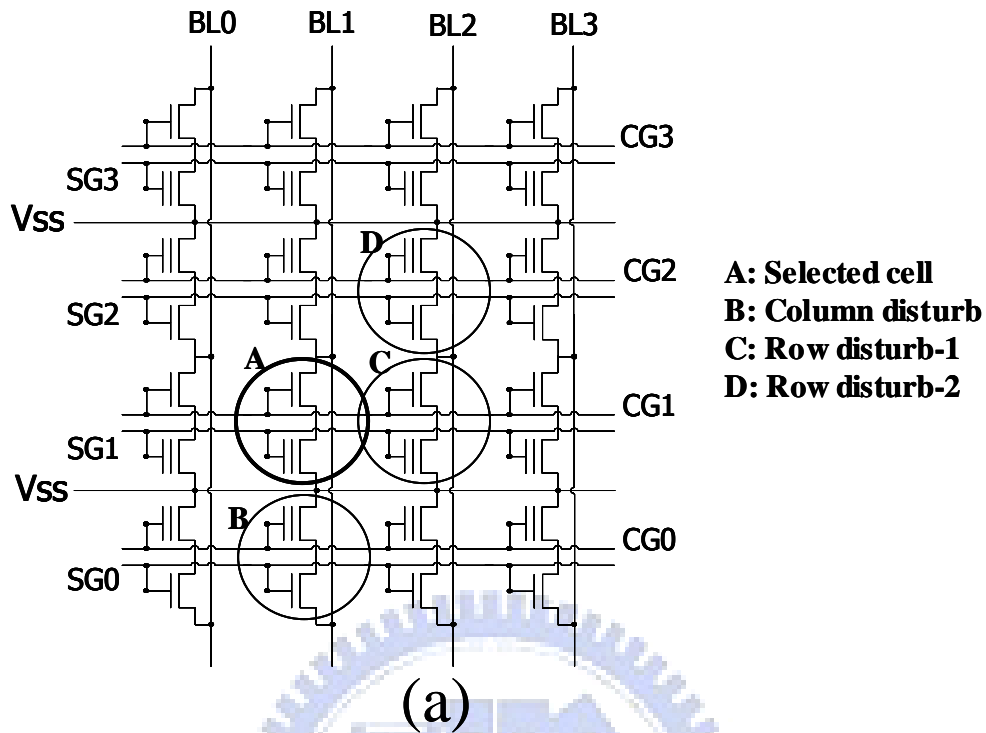 BL0 BL1 BL2 BL3
CG3
SG3
Vss
D
CG2
SG2
A: Selected cell
B: Column disturb
C: Row disturb-1
D: Row disturb-2
A C
CG1
SG1
Vss
B
CG0
SG0
(a)